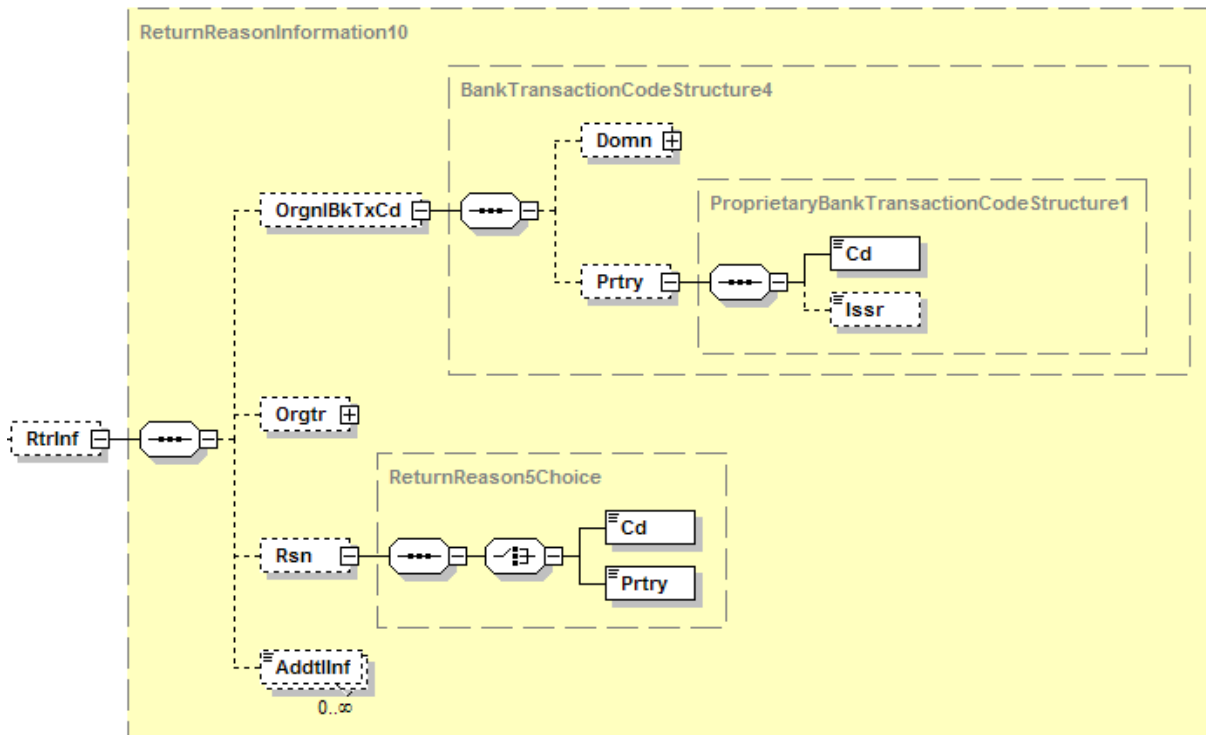 ReturnReasonInformation10
BankTransactionCodeStructure4
Domn
ProprietaryBankTransactionCodeStructure1
OrgnlBkTxCd
Cd
Prtry
Issr
Orgtr
RtrInf
ReturnReason5Choice
Cd
Rsn
Prtry
AddtlInf
0..∞